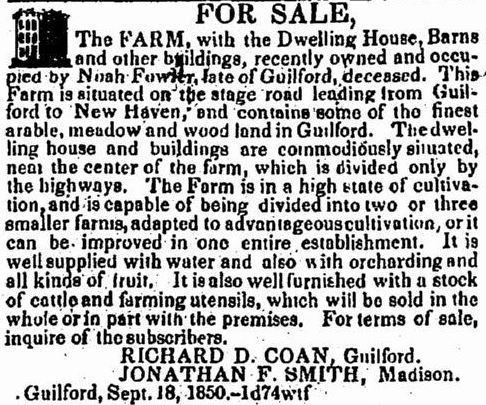 FOR SALE,
The FARM, with the Dwelling House, Barns
and other buildings, recently owned and occu-
pied by Noah Fowler, late of Guilford, deceased. This
Farm is situated on the stage road leading from Guil-
ford to New Haven, and contains some of the finest
arable, meadow and wood land in Guilford. The dwel-
ling house and buildings are commodiously situated,
near the center of the farm, which is divided only by
the highways. The Farm is in a high state of cultiva-
tion, and is capable of being divided into two or three
smaller farms, adapted to advantageous cultivation, or it
can be improved in one entire establishment. It is
well supplied with water and also with orcharding and
all kinds of fruit. It is also well furnished with a stock
of cattle and farming utensils, which will be sold in the
whole or in part with the premises. For terms of sale,
inquire of the subscribers.
RICHARD D. COAN, Guilford.
JONATHAN F. SMITH, Madison.
Guilford, Sept. 18, 1850.-1d74wtf